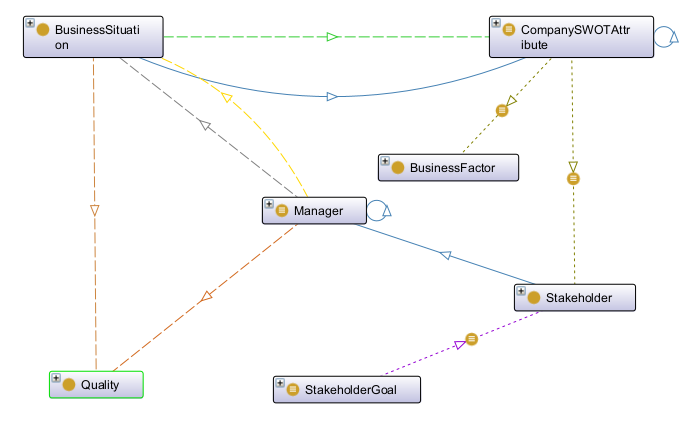 BusinessSituati
on
CompanySWOTAttr
ibute
BusinessFactor
Manager
Stakeholder
Quality
StakeholderGoal